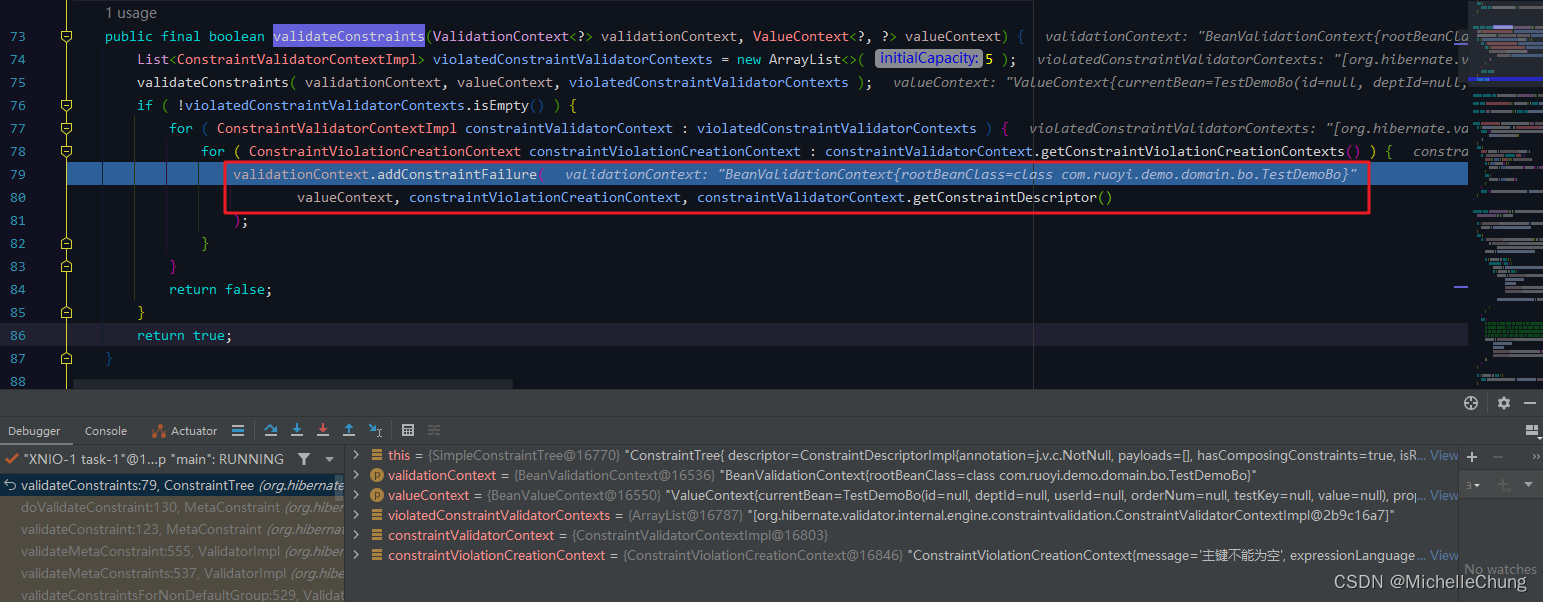 1 usage
73 public final boolean validateConstraints(ValidationContext<?> validationContext, ValueContext<?, ?> valueContext) { validationContext: "BeanValidationContext{rootBeanCla
74 List<ConstraintValidatorContextImpl> violatedConstraintValidatorContexts = new ArrayList<>( initialCapacity: 5 ); violatedConstraintValidatorContexts: "[org.hibernate.v
75 validateConstraints( validationContext, valueContext, violatedConstraintValidatorContexts ); valueContext: "ValueContext{currentBean=TestDemoBo(id=null, deptId=null,
76 if ( !violatedConstraintValidatorContexts.isEmpty() ) {
77 for ( ConstraintValidatorContextImpl constraintValidatorContext : violatedConstraintValidatorContexts ) { violatedConstraintValidatorContexts: "[org.hibernate.va
78 for ( ConstraintViolationCreationContext constraintViolationCreationContext : constraintValidatorContext.getConstraintViolationCreationContexts() ) { constra
79 validationContext.addConstraintFailure( validationContext: "BeanValidationContext{rootBeanClass=class com.ruoyi.demo.domain.bo.TestDemoBo}"
80 valueContext, constraintViolationCreationContext, constraintValidatorContext.getConstraintDescriptor()
81 );
82 }
83 }
84 return false;
85 }
86 return true;
87 }
88
Debugger Console Actuator
"XNIO-1 task-1"@1...p "main": RUNNING
validateConstraints:79, ConstraintTree (org.hibernate
doValidateConstraint:130, MetaConstraint (org.hiber
validateConstraint:123, MetaConstraint (org.hibernate
validateMetaConstraint:555, ValidatorImpl (org.hiber
validateMetaConstraints:537, ValidatorImpl (org.hibe
validateConstraintsForNonDefaultGroup:529, Validat
this = {SimpleConstraintTree@16770} "ConstraintTree{ descriptor=ConstraintDescriptorImpl{annotation=j.v.c.NotNull, payloads=[], hasComposingConstraints=true, isR... View
validationContext = {BeanValidationContext@16536} "BeanValidationContext{rootBeanClass=class com.ruoyi.demo.domain.bo.TestDemoBo}"
valueContext = {BeanValueContext@16550} "ValueContext{currentBean=TestDemoBo(id=null, deptId=null, userId=null, orderNum=null, testKey=null, value=null), pro... View
violatedConstraintValidatorContexts = {ArrayList@16787} "[org.hibernate.validator.internal.engine.constraintvalidation.ConstraintValidatorContextImpl@2b9c16a7]"
constraintValidatorContext = {ConstraintValidatorContextImpl@16803}
constraintViolationCreationContext = {ConstraintViolationCreationContext@16846} "ConstraintViolationCreationContext{message='主键不能为空', expressionLanguage... View
No watches
CSDN @MichelleChung